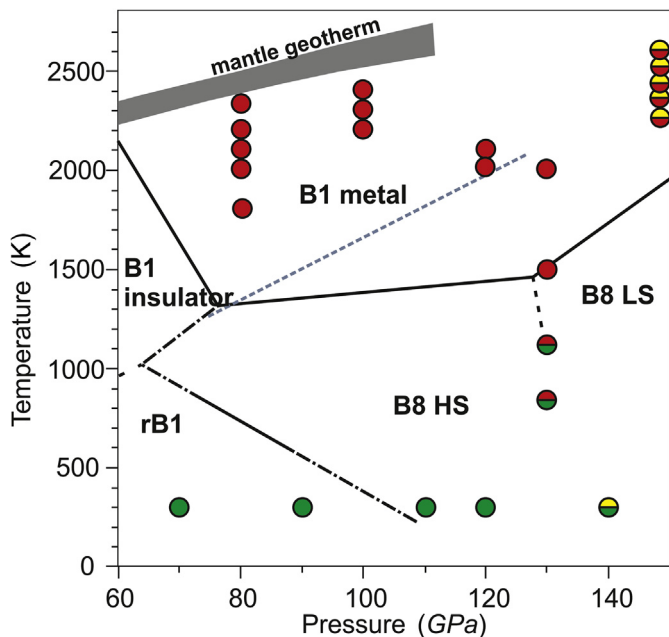 mantle geotherm
2500
2000
1500
1000
500
0
Temperature (K)
B1 metal
B1
insulator
B8 LS
B8 HS
rB1
60
80
100
120
140
Pressure (GPa)